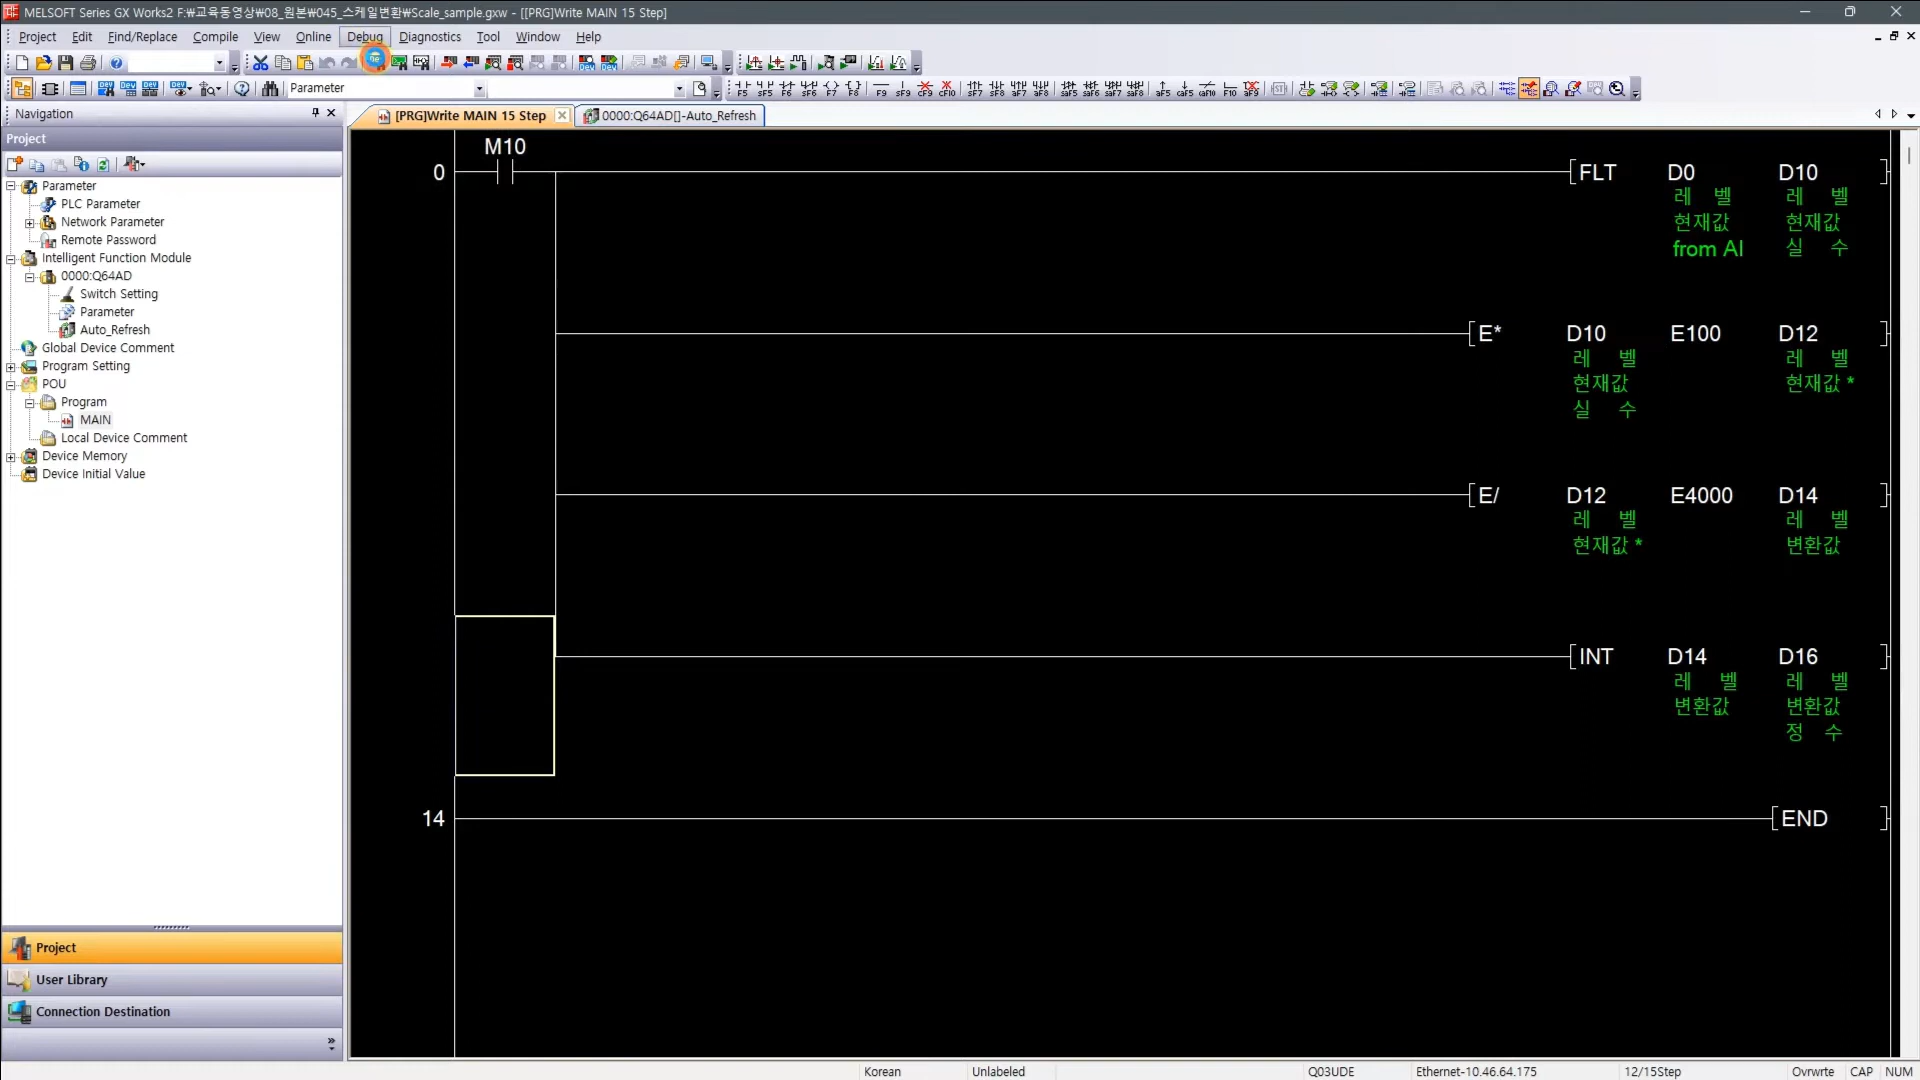 MELSOFT Series GX Works2 F:₩교육동영상₩08_원본₩045_스케일변환₩Scale_sample.gxw - [[PRG]Write MAIN 15 Step]
Project Edit Find/Replace Compile View Online Debug Diagnostics Tool Window Help
Parameter
Navigation
[PRG]Write MAIN 15 Step
0000:Q64AD[]-Auto_Refresh
Project
Parameter
PLC Parameter
Network Parameter
Remote Password
Intelligent Function Module
0000:Q64AD
Switch Setting
Parameter
Auto_Refresh
Global Device Comment
Program Setting
POU
Program
MAIN
Local Device Comment
Device Memory
Device Initial Value
Project
User Library
Connection Destination
M10
0 FLT D0 D10
레 벨 레 벨
현재값 현재값
from AI 실 수
E* D10 E100 D12
레 벨 레 벨
현재값 현재값 *
실 수
E/ D12 E4000 D14
레 벨 레 벨
현재값 * 변환값
INT D14 D16
레 벨 레 벨
변환값 변환값
정 수
14 END
Korean Unlabeled Q03UDE Ethernet-10.46.64.175 12/15Step Ovrwrte CAP NUM